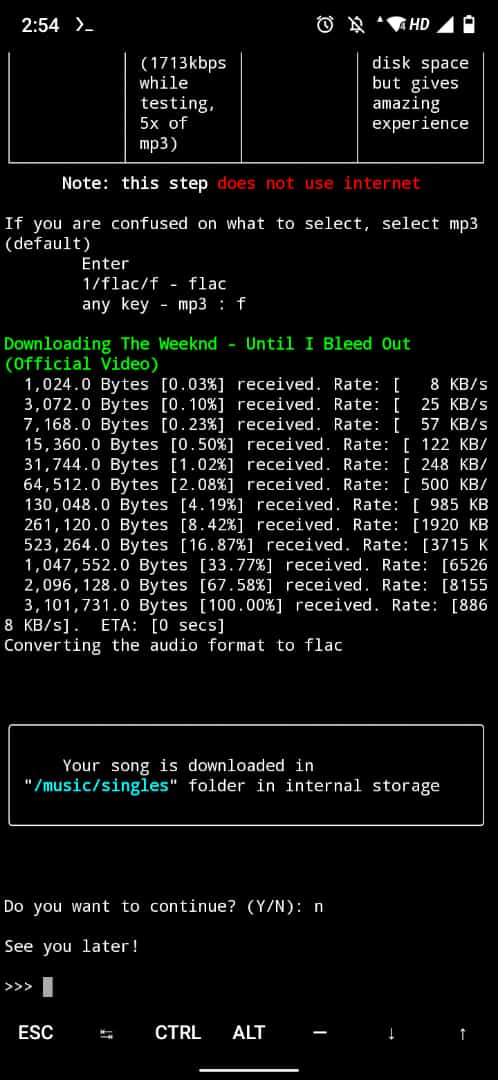 2:54 >_ HD
(1713kbps
while
testing,
5x of
mp3)
disk space
but gives
amazing
experience
Note: this step does not use internet
If you are confused on what to select, select mp3
(default)
Enter
1/flac/f - flac
any key - mp3 : f
Downloading The Weeknd - Until I Bleed Out
(Official Video)
1,024.0 Bytes [0.03%] received. Rate: [   8 KB/s
3,072.0 Bytes [0.10%] received. Rate: [  25 KB/s
7,168.0 Bytes [0.23%] received. Rate: [  57 KB/s
15,360.0 Bytes [0.50%] received. Rate: [ 122 KB/
31,744.0 Bytes [1.02%] received. Rate: [ 248 KB/
64,512.0 Bytes [2.08%] received. Rate: [ 500 KB/
130,048.0 Bytes [4.19%] received. Rate: [ 985 KB
261,120.0 Bytes [8.42%] received. Rate: [1920 KB
523,264.0 Bytes [16.87%] received. Rate: [3715 K
1,047,552.0 Bytes [33.77%] received. Rate: [6526
2,096,128.0 Bytes [67.58%] received. Rate: [8155
3,101,731.0 Bytes [100.00%] received. Rate: [886
8 KB/s].  ETA: [0 secs]
Converting the audio format to flac
Your song is downloaded in
"/music/singles" folder in internal storage
Do you want to continue? (Y/N): n
See you later!
>>>
ESC ↹ CTRL ALT — ↓ ↑